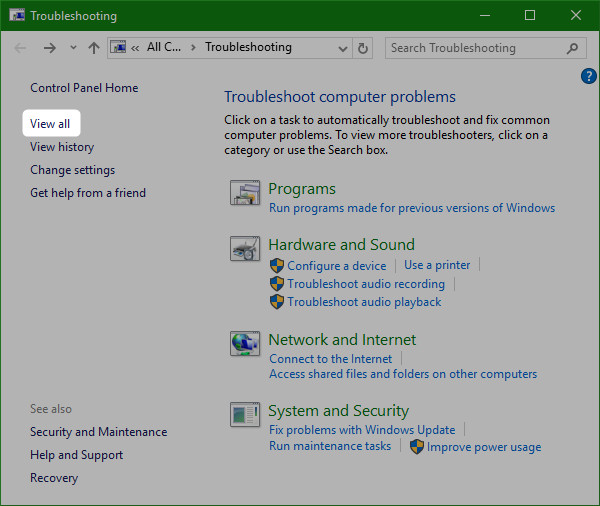 Troubleshooting
« All C... > Troubleshooting
Search Troubleshooting
?
Control Panel Home
View all
View history
Change settings
Get help from a friend
See also
Security and Maintenance
Help and Support
Recovery
Troubleshoot computer problems
Click on a task to automatically troubleshoot and fix common
computer problems. To view more troubleshooters, click on a
category or use the Search box.
Programs
Run programs made for previous versions of Windows
Hardware and Sound
Configure a device | Use a printer |
Troubleshoot audio recording |
Troubleshoot audio playback
Network and Internet
Connect to the Internet |
Access shared files and folders on other computers
System and Security
Fix problems with Windows Update |
Run maintenance tasks | Improve power usage